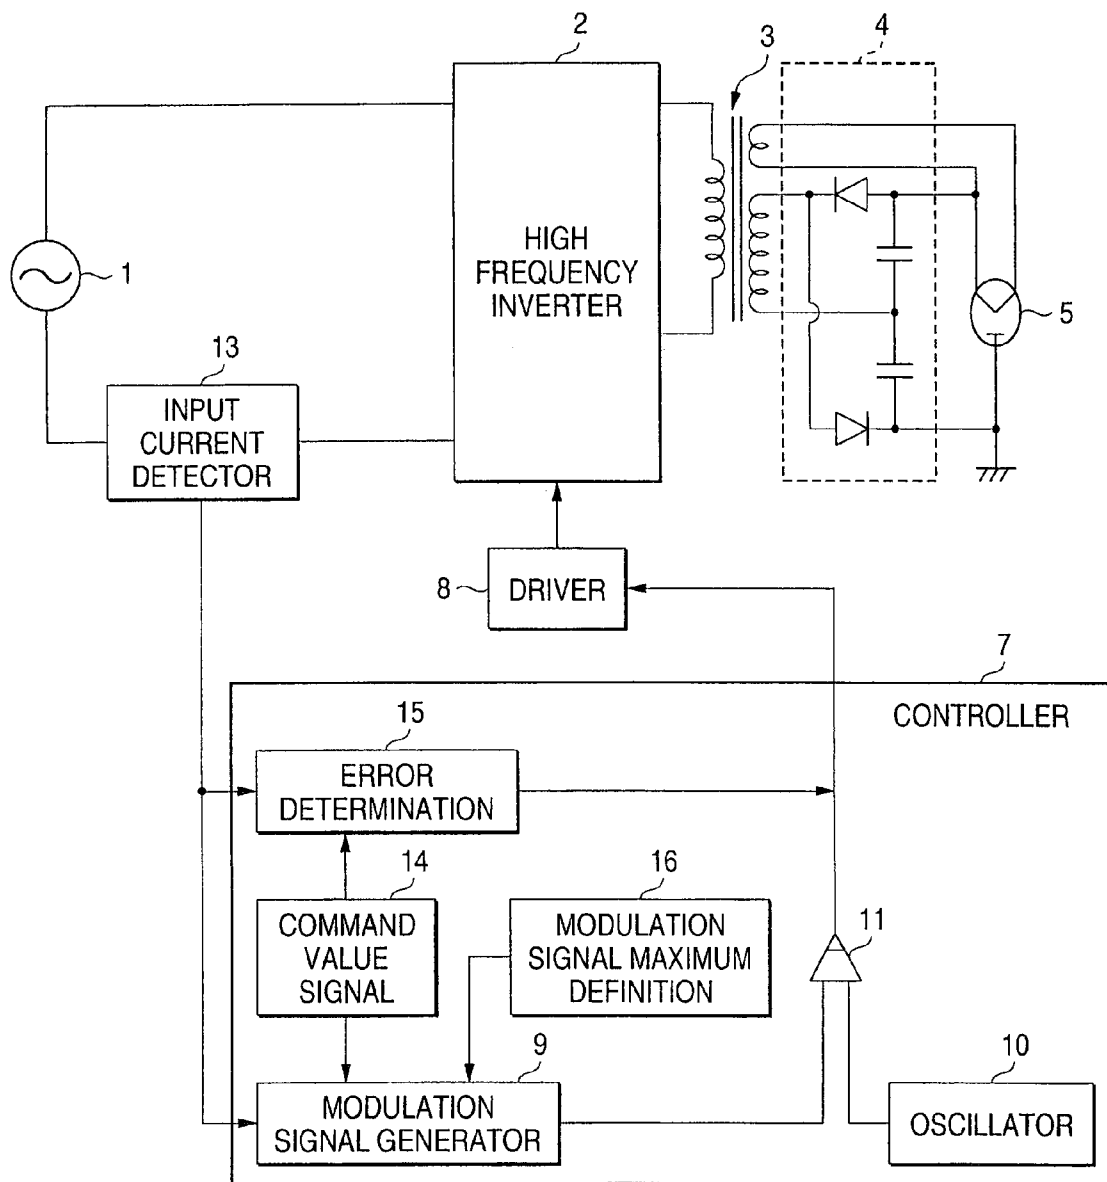 2
3
4
1
HIGH
FREQUENCY
INVERTER
5
13
INPUT
CURRENT
DETECTOR
8
DRIVER
7
CONTROLLER
15
ERROR
DETERMINATION
14
COMMAND
VALUE
SIGNAL
16
MODULATION
SIGNAL MAXIMUM
DEFINITION
11
9
MODULATION
SIGNAL GENERATOR
10
OSCILLATOR